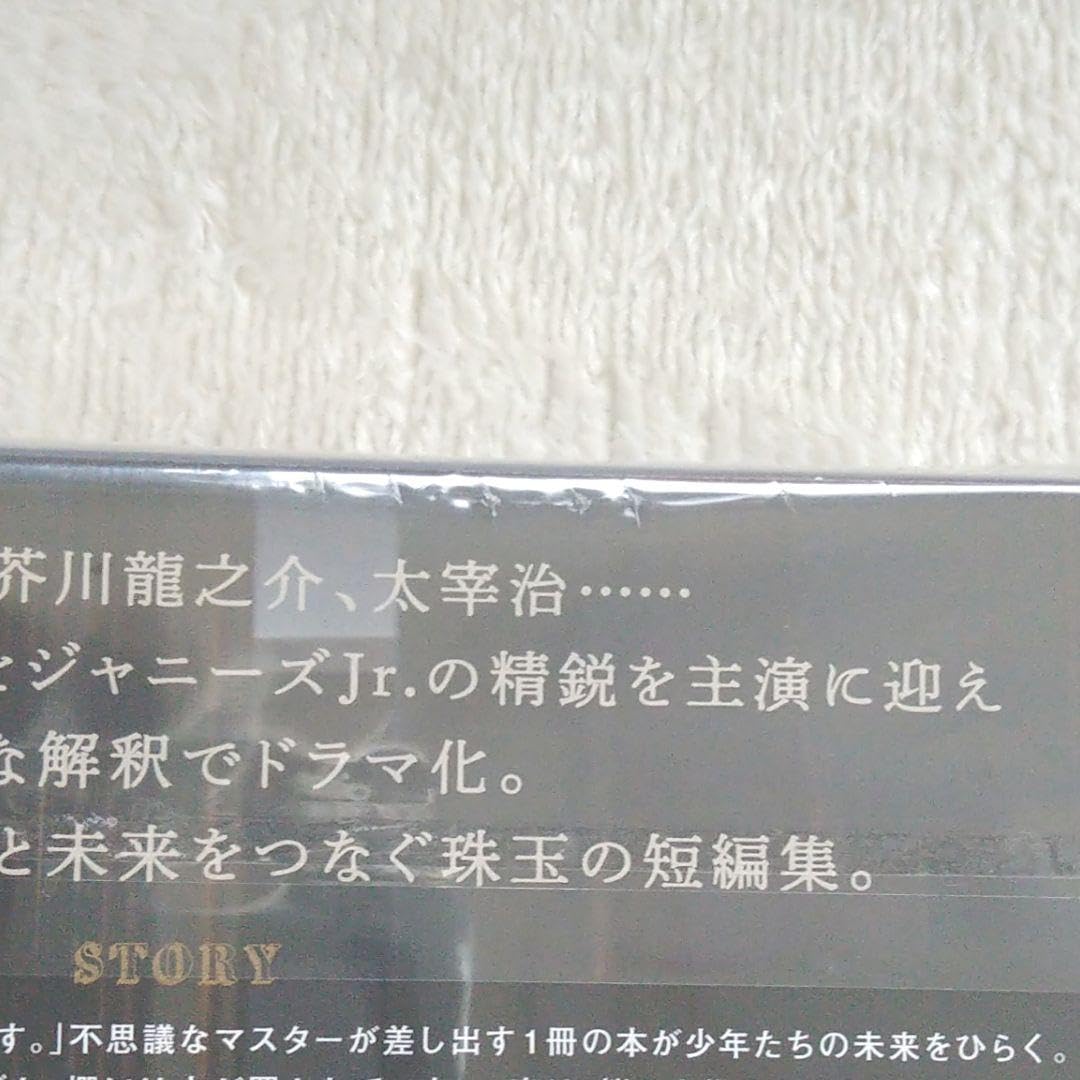 芥川龍之介、太宰治……
とジャニーズJr.の精鋭を主演に迎え
な解釈でドラマ化。
と未来をつなぐ珠玉の短編集。
STORY
す。」不思議なマスターが差し出す1冊の本が少年たちの未来をひらく。